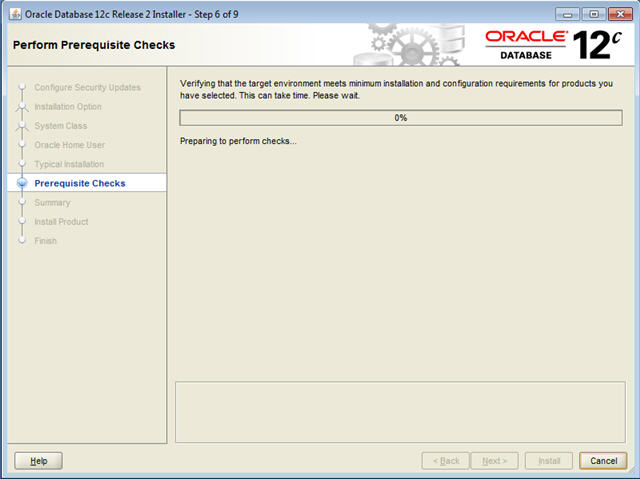 Oracle Database 12c Release 2 Installer - Step 6 of 9
Perform Prerequisite Checks
ORACLE®
DATABASE
12c
Configure Security Updates
Installation Option
System Class
Oracle Home User
Typical Installation
Prerequisite Checks
Summary
Install Product
Finish
Verifying that the target environment meets minimum installation and configuration requirements for products you
have selected. This can take time. Please wait.
0%
Preparing to perform checks...
Help
< Back
Next >
Install
Cancel